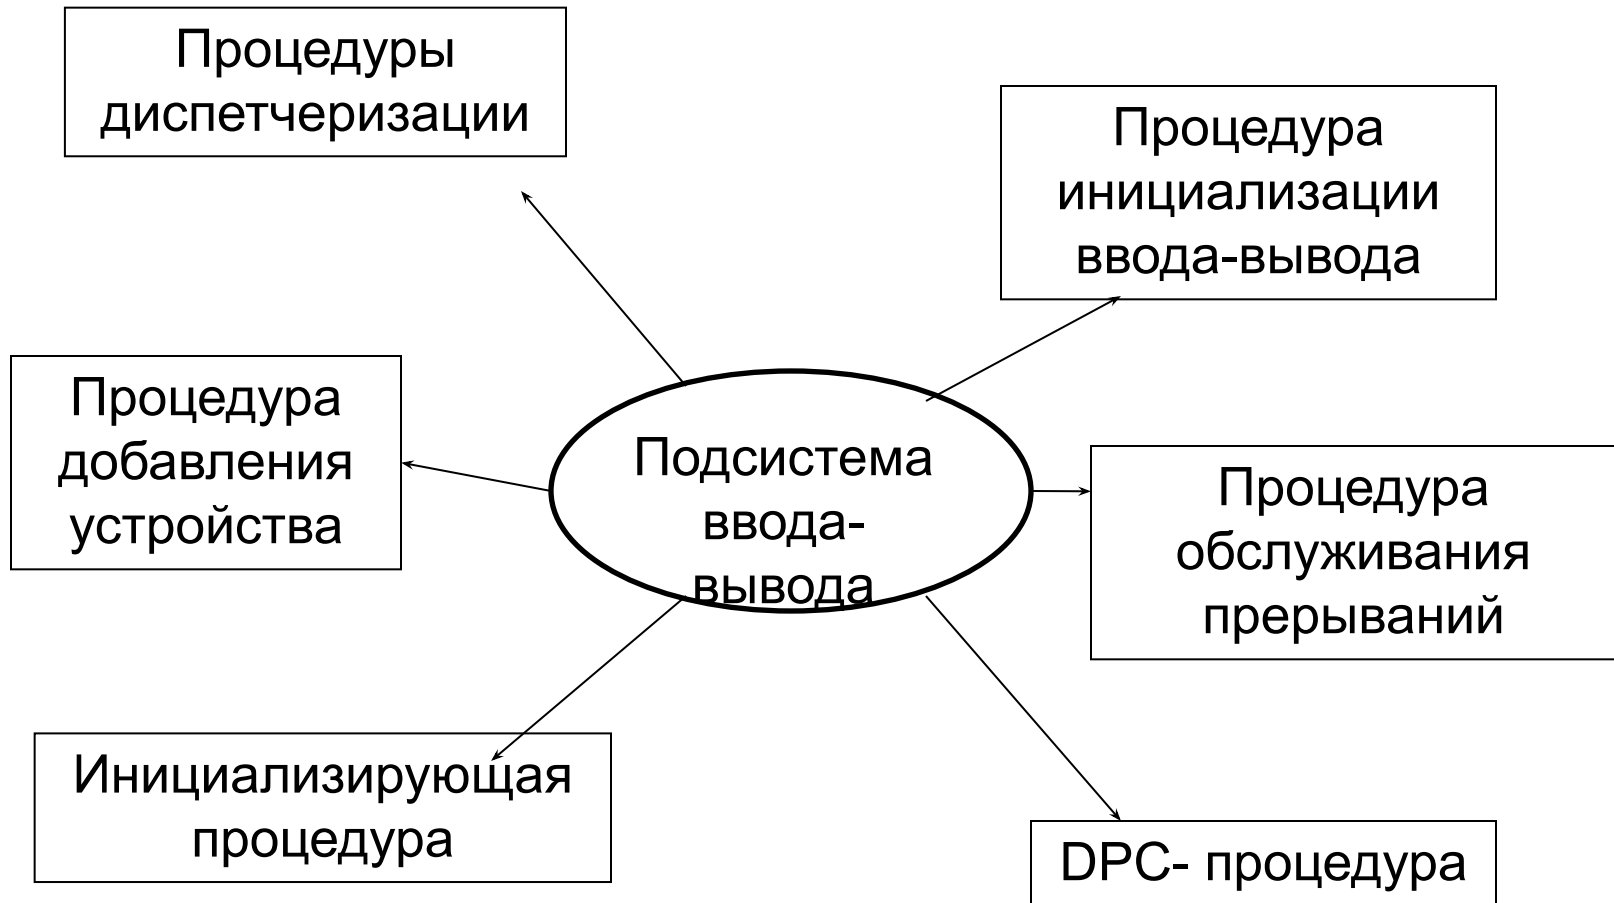 Процедуры
диспетчеризации
Процедура
инициализации
ввода-вывода
Процедура
добавления
устройства
Подсистема
ввода-
вывода
Процедура
обслуживания
прерываний
Инициализирующая
процедура
DPC- процедура